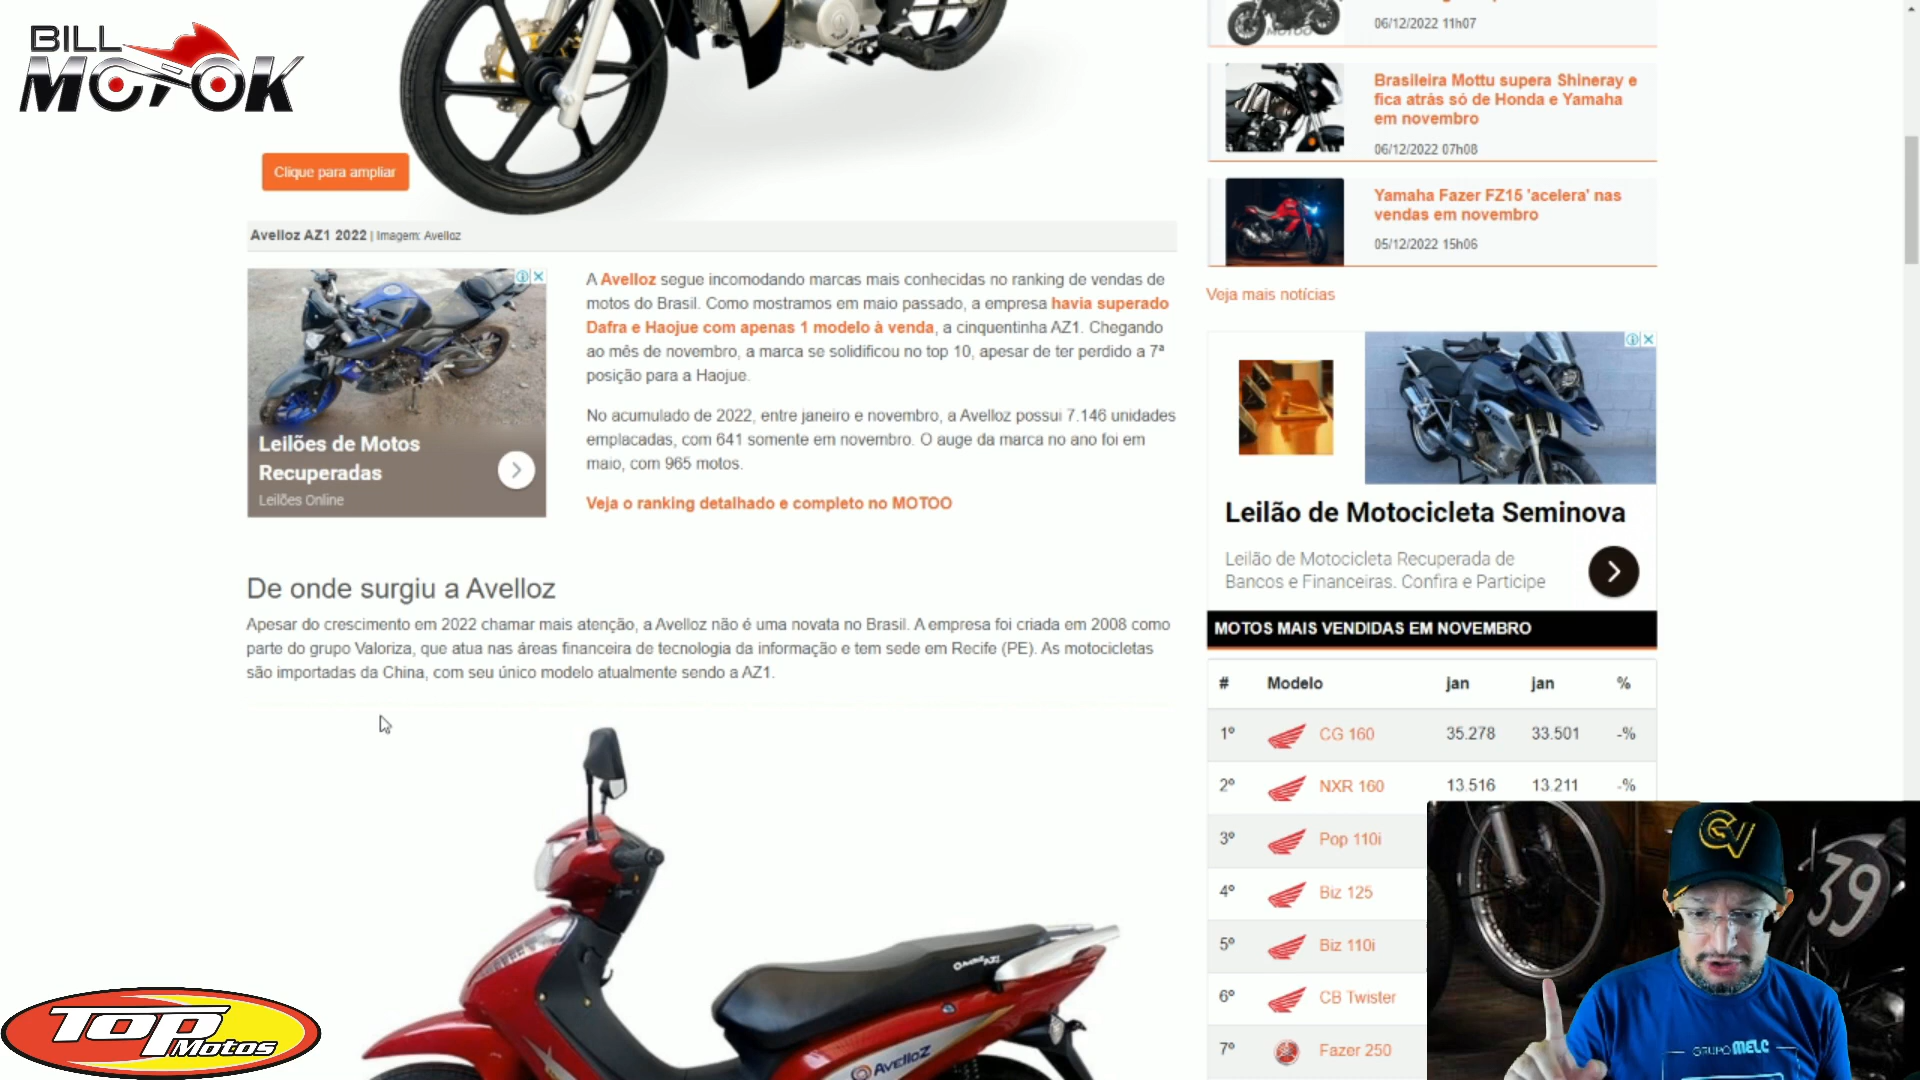 BILL
MOTOK
Clique para ampliar
Avelloz AZ1 2022 | Imagem: Avelloz
Leilões de Motos
Recuperadas
Leilões Online
A Avelloz segue incomodando marcas mais conhecidas no ranking de vendas de
motos do Brasil. Como mostramos em maio passado, a empresa havia superado
Dafra e Haojue com apenas 1 modelo à venda, a cinquentinha AZ1. Chegando
ao mês de novembro, a marca se solidificou no top 10, apesar de ter perdido a 7ª
posição para a Haojue.
No acumulado de 2022, entre janeiro e novembro, a Avelloz possui 7.146 unidades
emplacadas, com 641 somente em novembro. O auge da marca no ano foi em
maio, com 965 motos.
Veja o ranking detalhado e completo no MOTOO
De onde surgiu a Avelloz
Apesar do crescimento em 2022 chamar mais atenção, a Avelloz não é uma novata no Brasil. A empresa foi criada em 2008 como
parte do grupo Valoriza, que atua nas áreas financeira de tecnologia da informação e tem sede em Recife (PE). As motocicletas
são importadas da China, com seu único modelo atualmente sendo a AZ1.
AVELLOZ
TOP
Motos
06/12/2022 11h07
Brasileira Mottu supera Shineray e
fica atrás só de Honda e Yamaha
em novembro
06/12/2022 07h08
Yamaha Fazer FZ15 'acelera' nas
vendas em novembro
05/12/2022 15h06
Veja mais notícias
Leilão de Motocicleta Seminova
Leilão de Motocicleta Recuperada de
Bancos e Financeiras. Confira e Participe
MOTOS MAIS VENDIDAS EM NOVEMBRO
# Modelo jan jan %
1º CG 160 35.278 33.501 -%
2º NXR 160 13.516 13.211 -%
3º Pop 110i
4º Biz 125
5º Biz 110i
6º CB Twister
7º Fazer 250
GV
39
GRUPO MELC